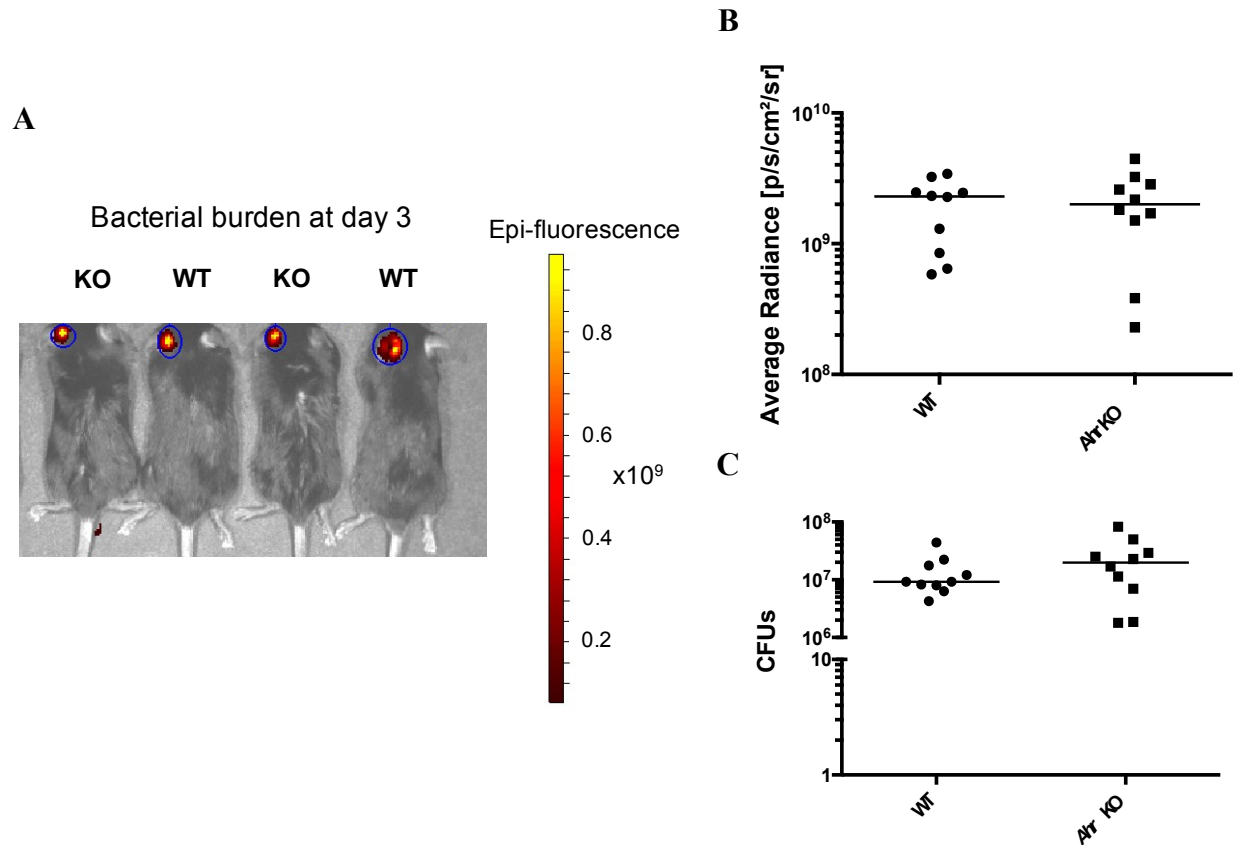 A
Bacterial burden at day 3
KO WT KO WT
Epi-fluorescence
0.8
0.6
x10⁹
0.4
0.2
B
Average Radiance [p/s/cm²/sr]
10¹⁰
10⁹
10⁸
WT
Ahr KO
C
CFUs
10⁸
10⁷
10⁶
10
1
WT
Ahr KO